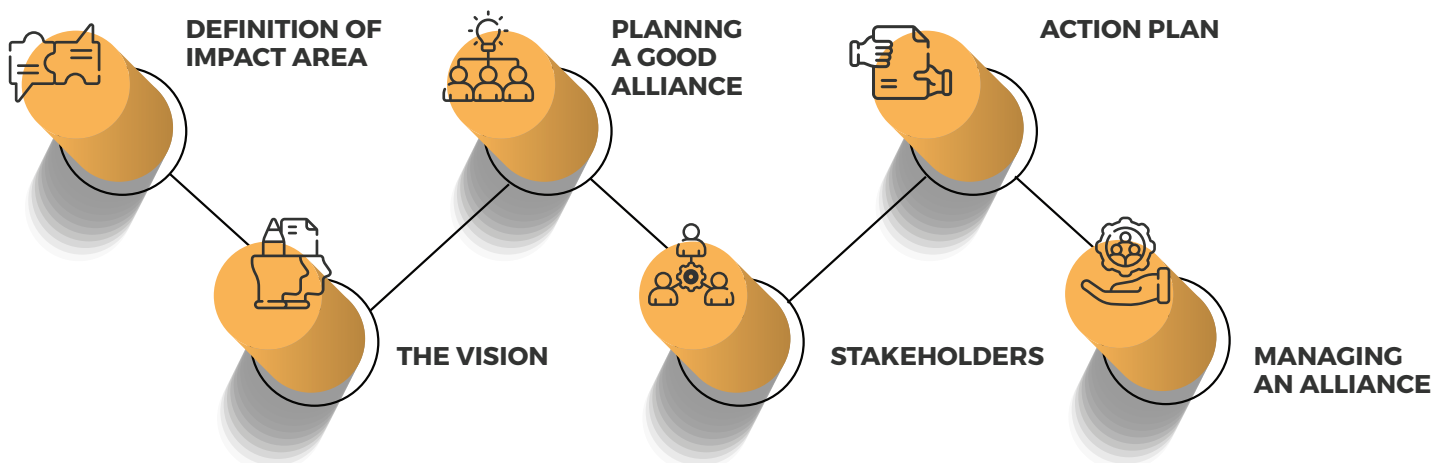 DEFINITION OF
IMPACT AREA
THE VISION
PLANNNG
A GOOD
ALLIANCE
STAKEHOLDERS
ACTION PLAN
MANAGING
AN ALLIANCE